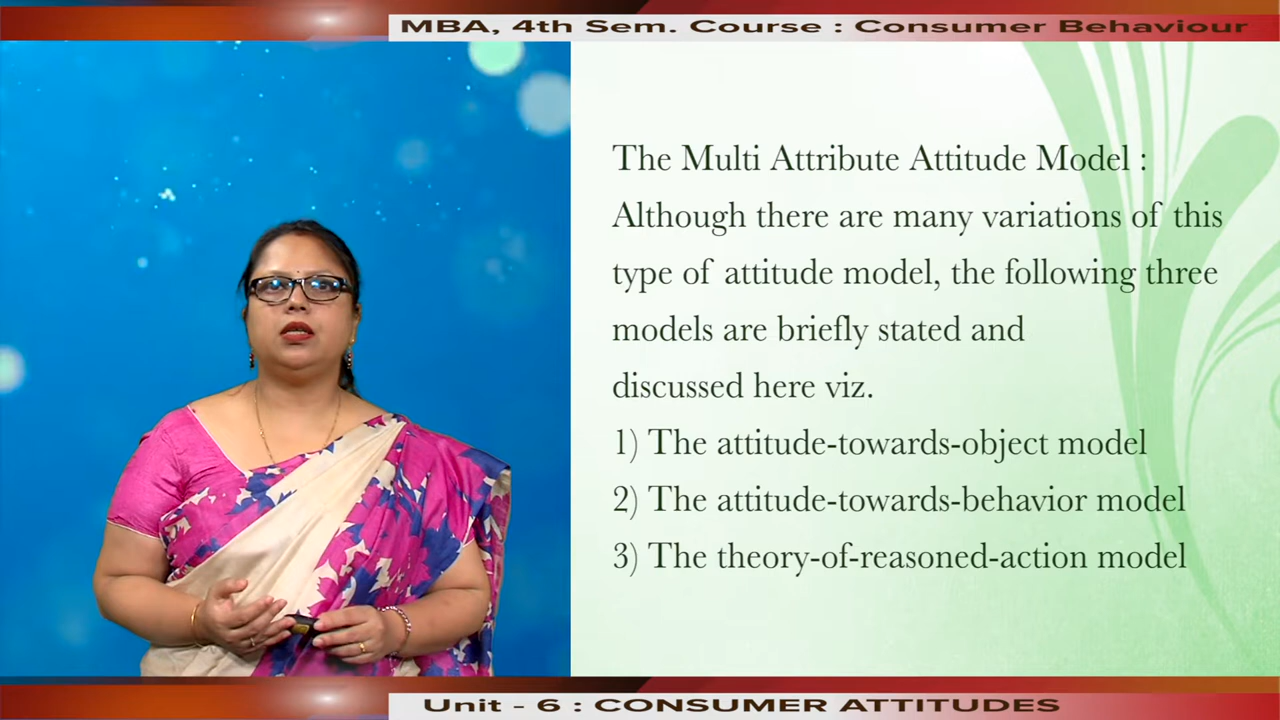 MBA, 4th Sem. Course : Consumer Behaviour
The Multi Attribute Attitude Model :
Although there are many variations of this
type of attitude model, the following three
models are briefly stated and
discussed here viz.
1) The attitude-towards-object model
2) The attitude-towards-behavior model
3) The theory-of-reasoned-action model
Unit - 6 : CONSUMER ATTITUDES